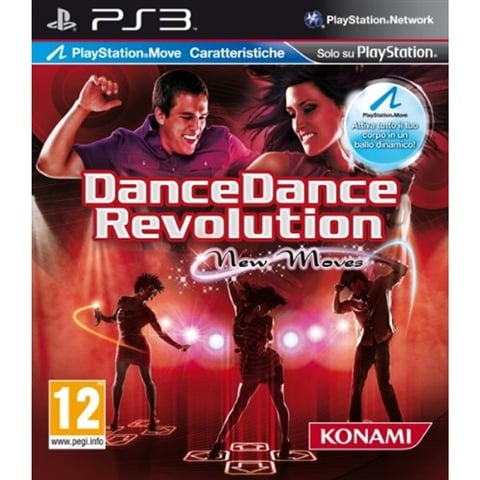 PS3
PlayStation®Network
PlayStation®Move Caratteristiche
Solo su PlayStation®
PlayStation®Move
Attiva tutto il tuo
corpo in un
ballo dinamico!
DanceDance
Revolution
New Moves
12
www.pegi.info
KONAMI